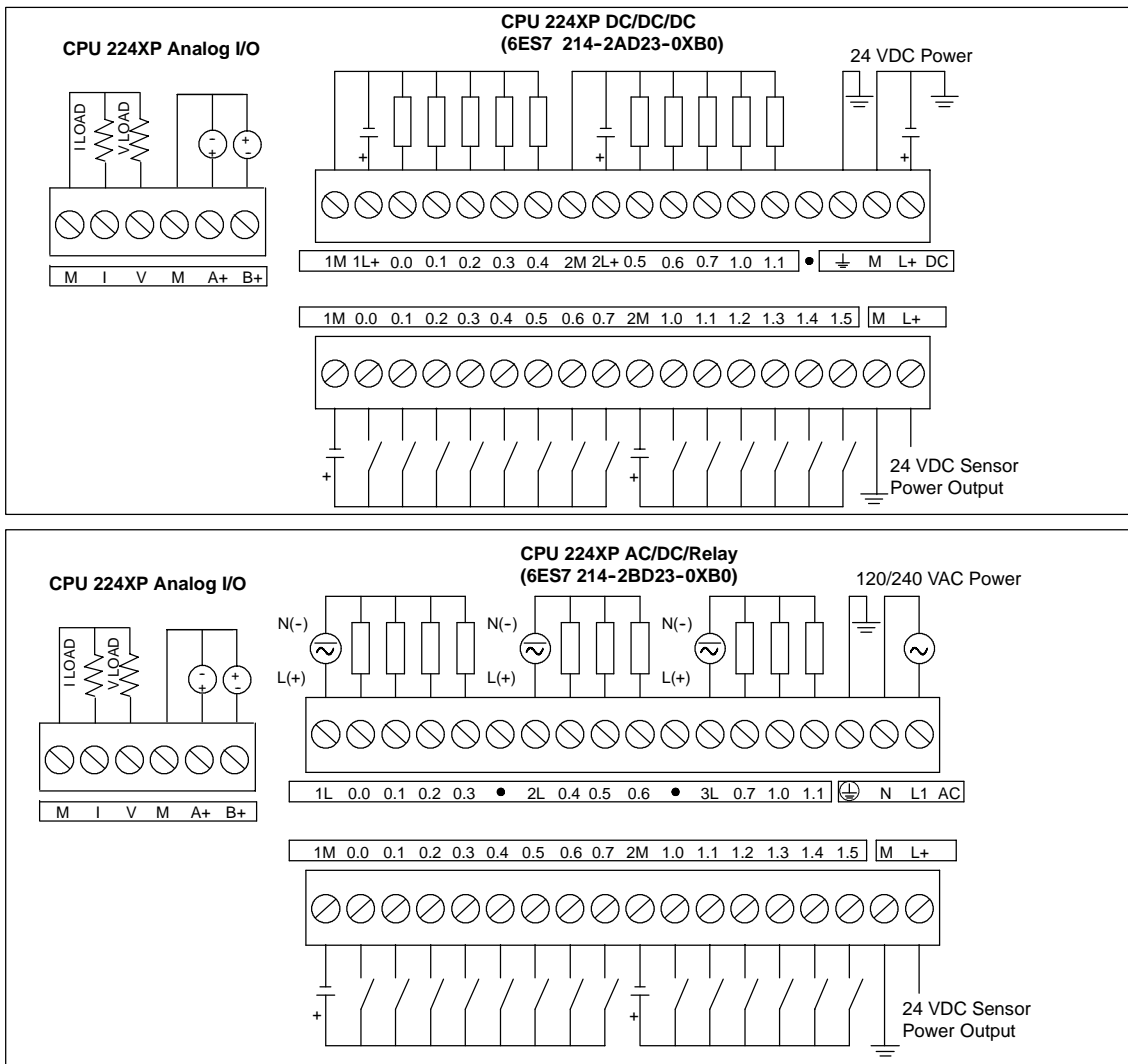 CPU 224XP DC/DC/DC
(6ES7 214-2AD23-0XB0)
CPU 224XP Analog I/O
24 VDC Power
I LOAD
V LOAD
- + + -
+ + +
M I V M A+ B+
1M 1L+ 0.0 0.1 0.2 0.3 0.4 2M 2L+ 0.5 0.6 0.7 1.0 1.1 • ⏚ M L+ DC
1M 0.0 0.1 0.2 0.3 0.4 0.5 0.6 0.7 2M 1.0 1.1 1.2 1.3 1.4 1.5 M L+
+ +
24 VDC Sensor
Power Output
CPU 224XP AC/DC/Relay
(6ES7 214-2BD23-0XB0)
CPU 224XP Analog I/O
120/240 VAC Power
I LOAD
V LOAD
- + + -
N(-) N(-) N(-)
L(+) L(+) L(+)
M I V M A+ B+
1L 0.0 0.1 0.2 0.3 • 2L 0.4 0.5 0.6 • 3L 0.7 1.0 1.1 ⏚ N L1 AC
1M 0.0 0.1 0.2 0.3 0.4 0.5 0.6 0.7 2M 1.0 1.1 1.2 1.3 1.4 1.5 M L+
+ +
24 VDC Sensor
Power Output